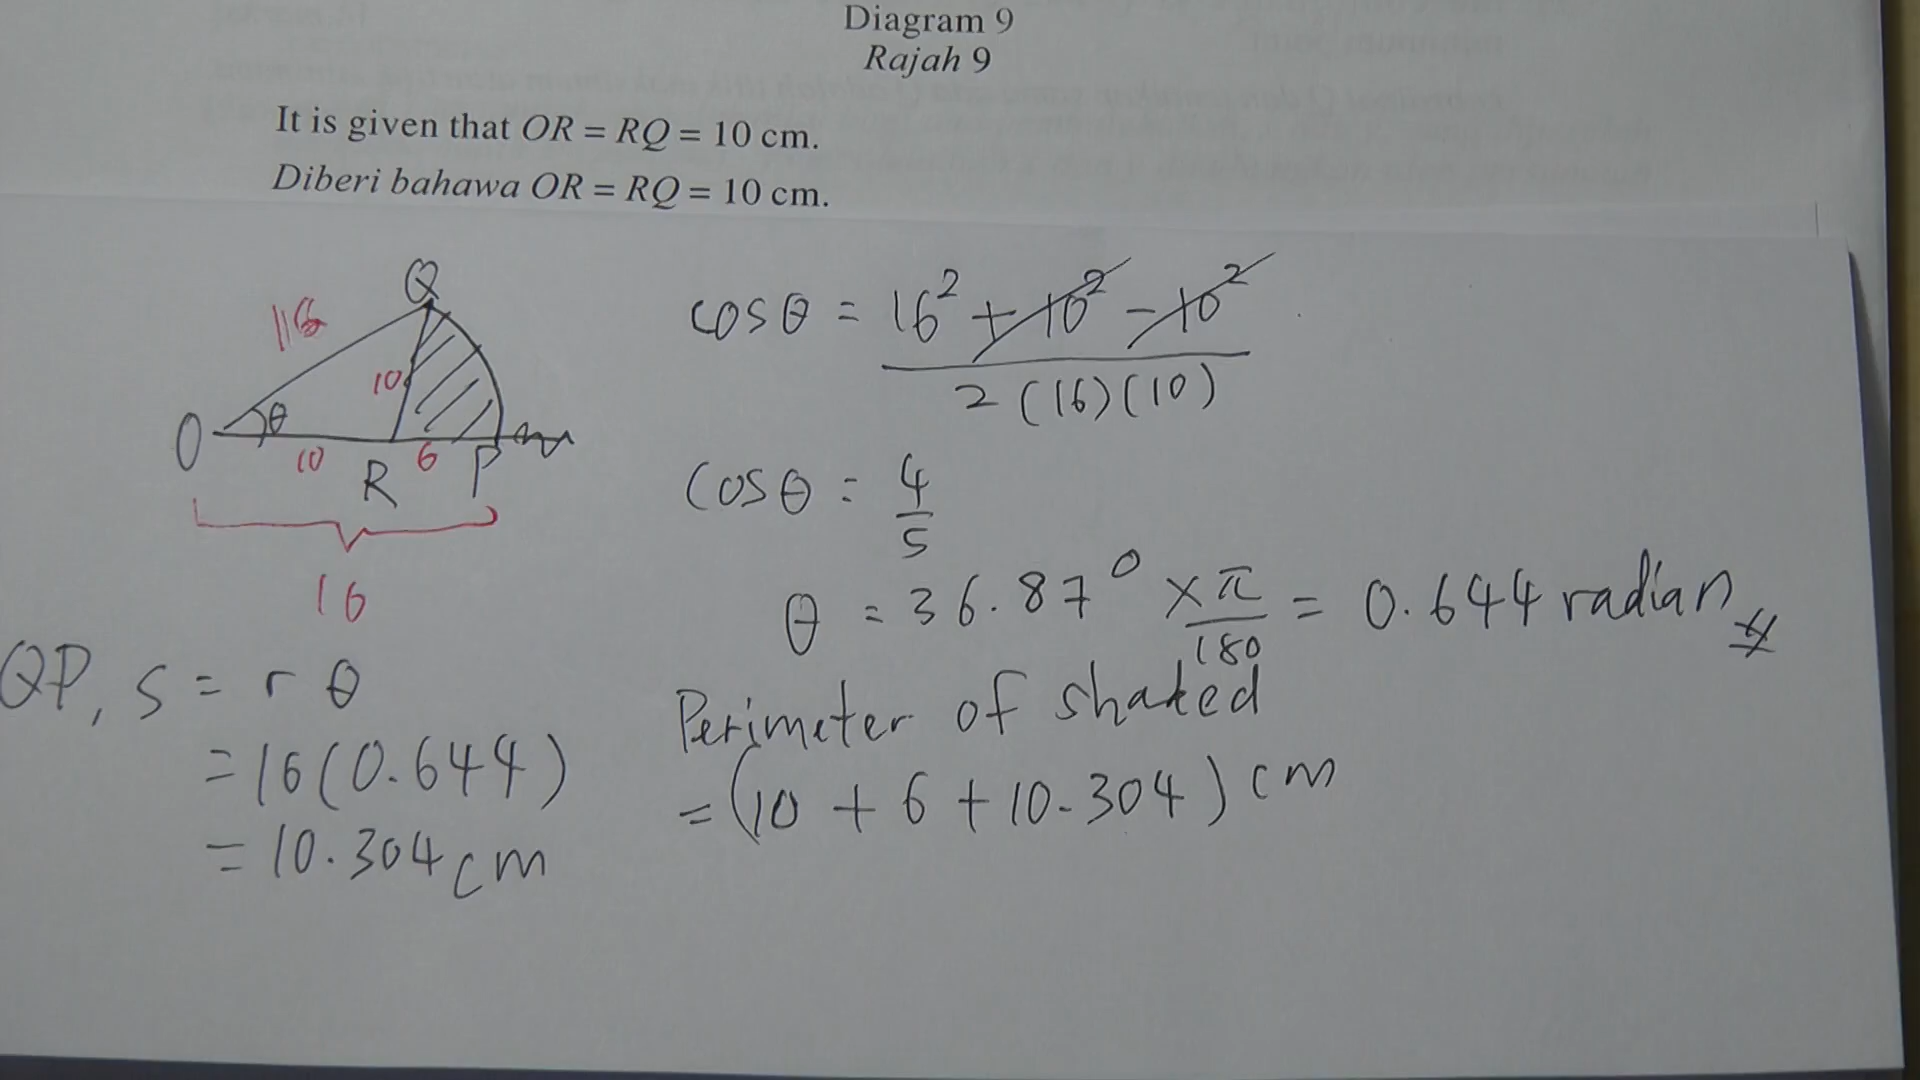 Diagram 9
Rajah 9
It is given that OR = RQ = 10 cm.
Diberi bahawa OR = RQ = 10 cm.
Q
16
10
O
θ
10
R
6
P
16
cos θ = 16² + 10² - 10²
2 (16)(10)
cos θ = 4
5
θ = 36.87° × π = 0.644 radian
180
QP, s = r θ
= 16(0.644)
= 10.304 cm
Perimeter of shaded
= (10 + 6 + 10.304) cm